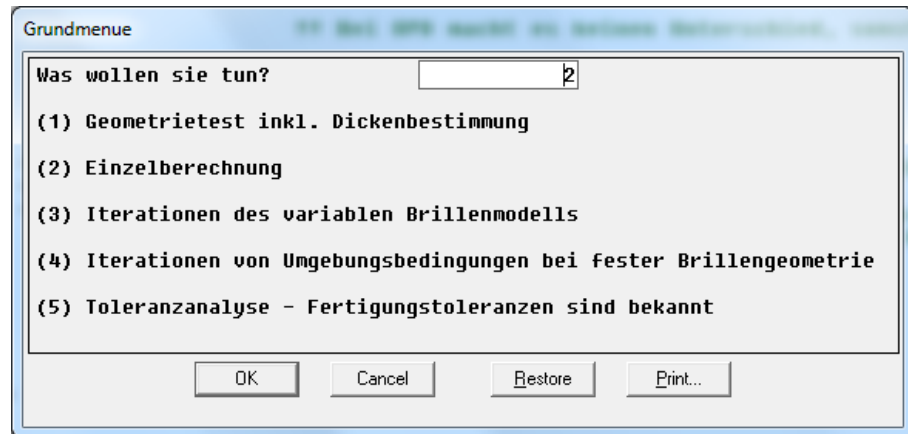 Grundmenue
Was wollen sie tun? 2
(1) Geometrietest inkl. Dickenbestimmung
(2) Einzelberechnung
(3) Iterationen des variablen Brillenmodells
(4) Iterationen von Umgebungsbedingungen bei fester Brillengeometrie
(5) Toleranzanalyse - Fertigungstoleranzen sind bekannt
OK Cancel Restore Print...